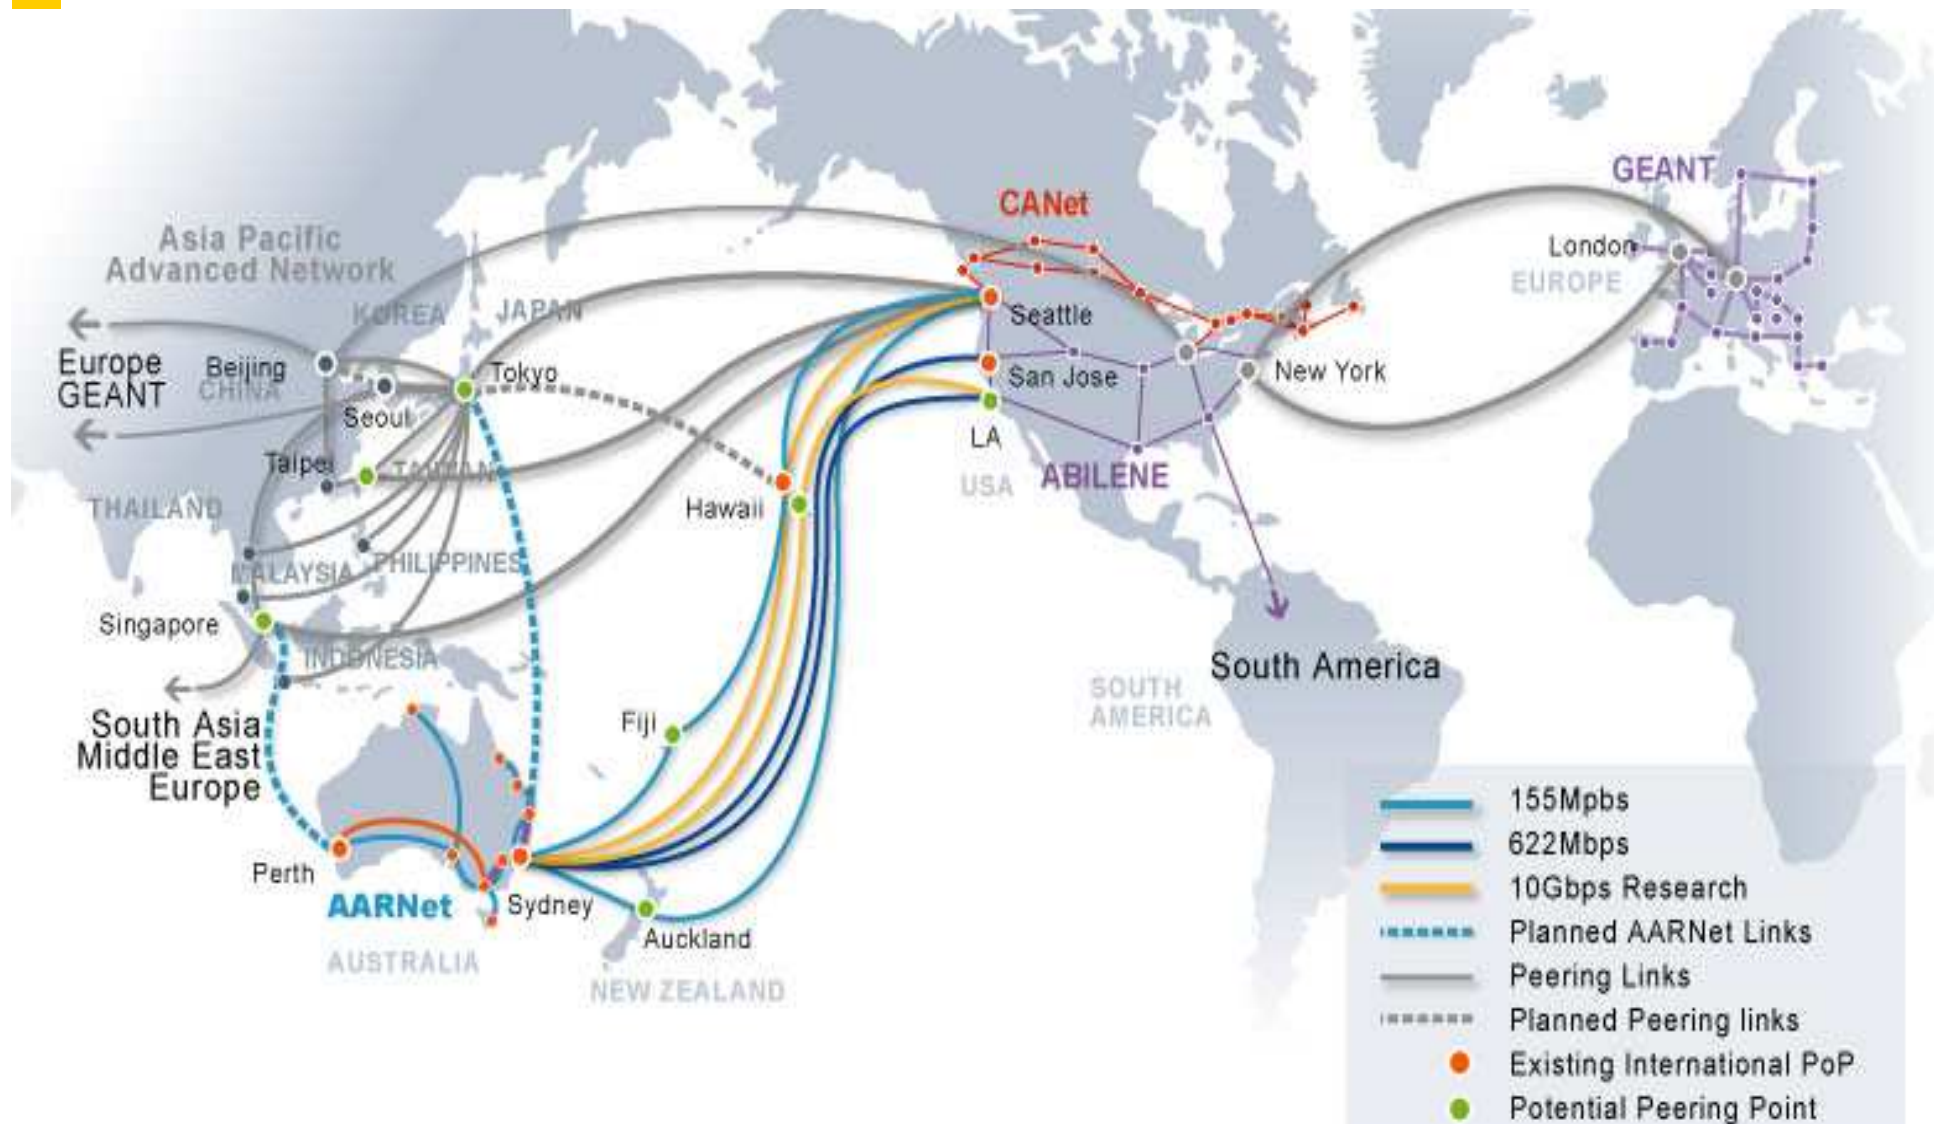 GEANT
CANet
Asia Pacific
Advanced Network
London
EUROPE
KOREA
JAPAN
Seattle
Europe
GEANT
Beijing
CHINA
Tokyo
San Jose
New York
Seoul
LA
Taipei
TAIWAN
USA
ABILENE
THAILAND
Hawaii
MALAYSIA
PHILIPPINES
Singapore
INDONESIA
South America
SOUTH
AMERICA
South Asia
Middle East
Europe
Fiji
Perth
AARNet
Sydney
Auckland
AUSTRALIA
NEW ZEALAND
155Mpbs
622Mbps
10Gbps Research
Planned AARNet Links
Peering Links
Planned Peering links
Existing International PoP
Potential Peering Point